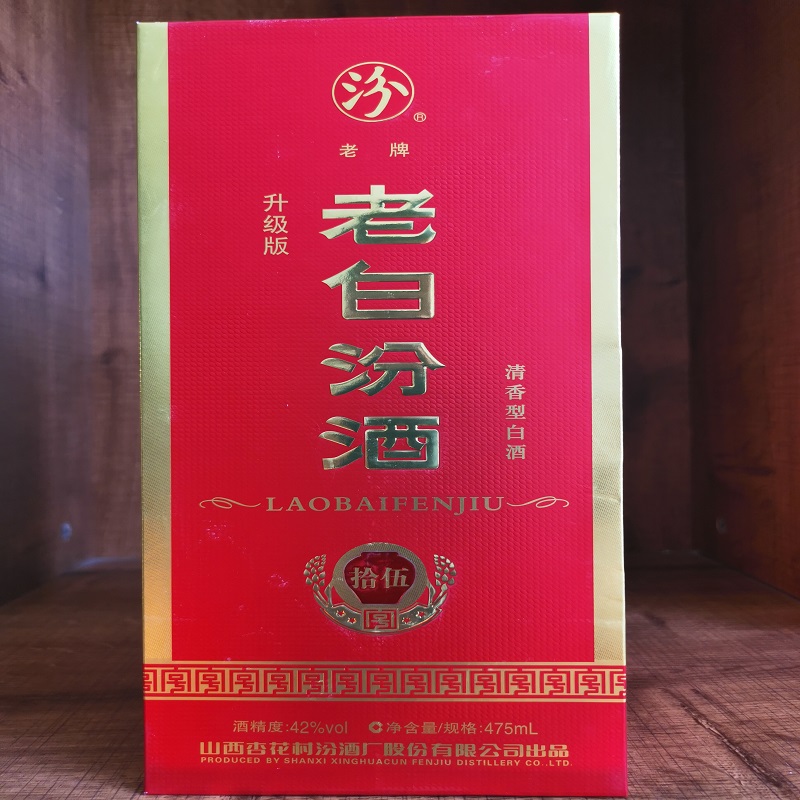 汾®
老牌
升级版
老白汾酒
清香型白酒
LAOBAIFENJIU
拾伍
酒精度:42%vol 净含量/规格:475mL
山西杏花村汾酒厂股份有限公司出品
PRODUCED BY SHANXI XINGHUACUN FENJIU DISTILLERY CO.,LTD.